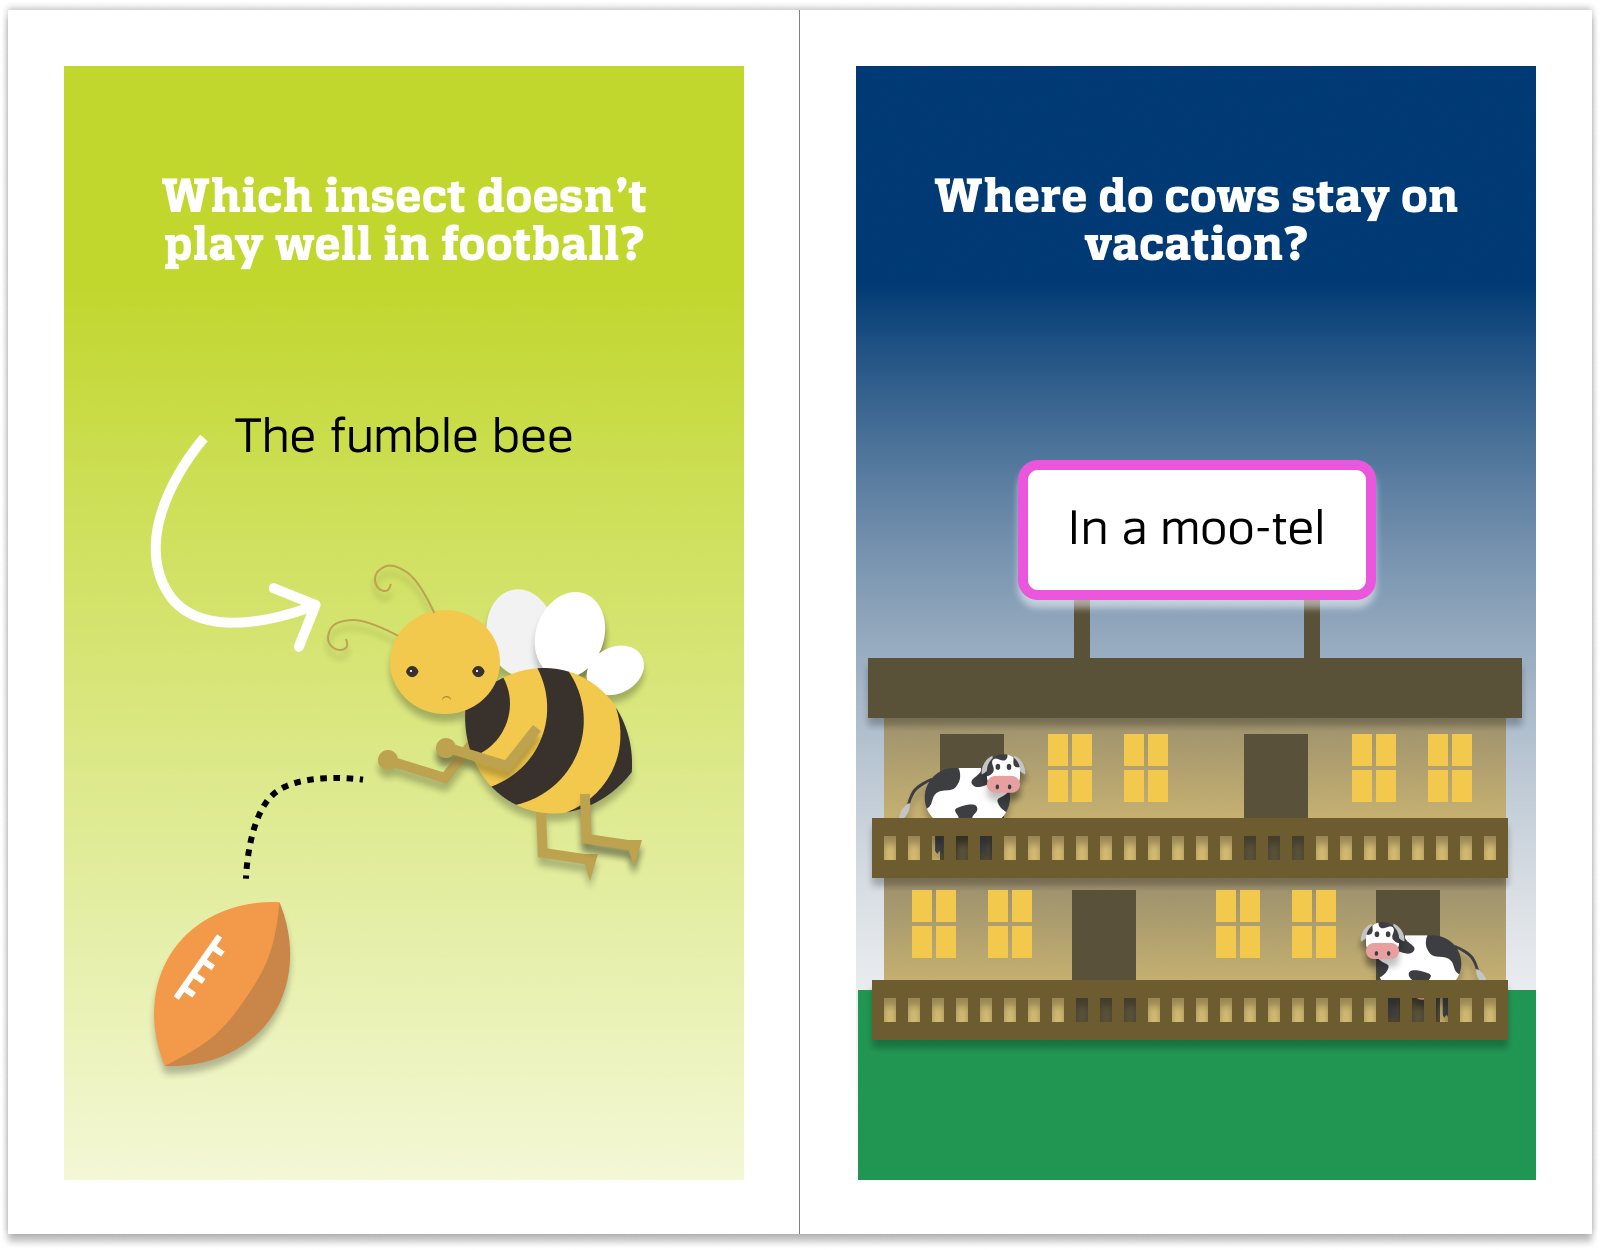 Which insect doesn’t
play well in football?
The fumble bee
Where do cows stay on
vacation?
In a moo-tel